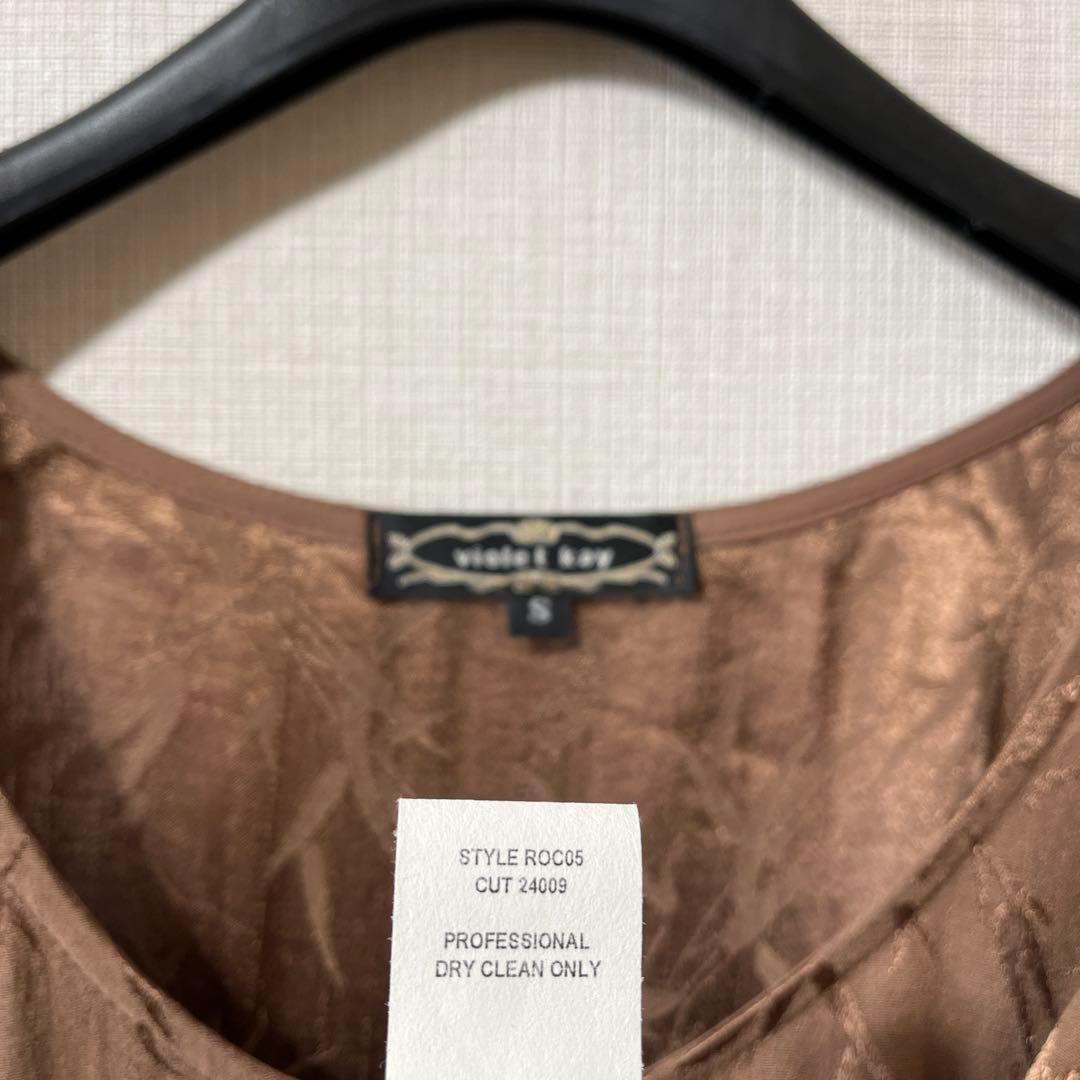 violet kay
S
STYLE ROC05
CUT 24009
PROFESSIONAL
DRY CLEAN ONLY